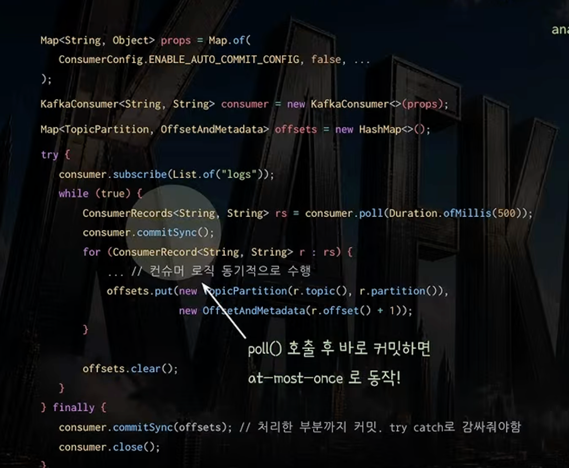 ana
Map<String, Object> props = Map.of(
ConsumerConfig.ENABLE_AUTO_COMMIT_CONFIG, false, ...
);
KafkaConsumer<String, String> consumer = new KafkaConsumer<>(props);
Map<TopicPartition, OffsetAndMetadata> offsets = new HashMap<>();
try {
consumer.subscribe(List.of("logs"));
while (true) {
ConsumerRecords<String, String> rs = consumer.poll(Duration.ofMillis(500));
consumer.commitSync();
for (ConsumerRecord<String, String> r : rs) {
... // 컨슈머 로직 동기적으로 수행
offsets.put(new TopicPartition(r.topic(), r.partition()),
new OffsetAndMetadata(r.offset() + 1));
}
poll() 호출 후 바로 커밋하면
offsets.clear();
at-most-once 로 동작!
}
} finally {
consumer.commitSync(offsets); // 처리한 부분까지 커밋. try catch로 감싸줘야함
consumer.close();
}
KAFK